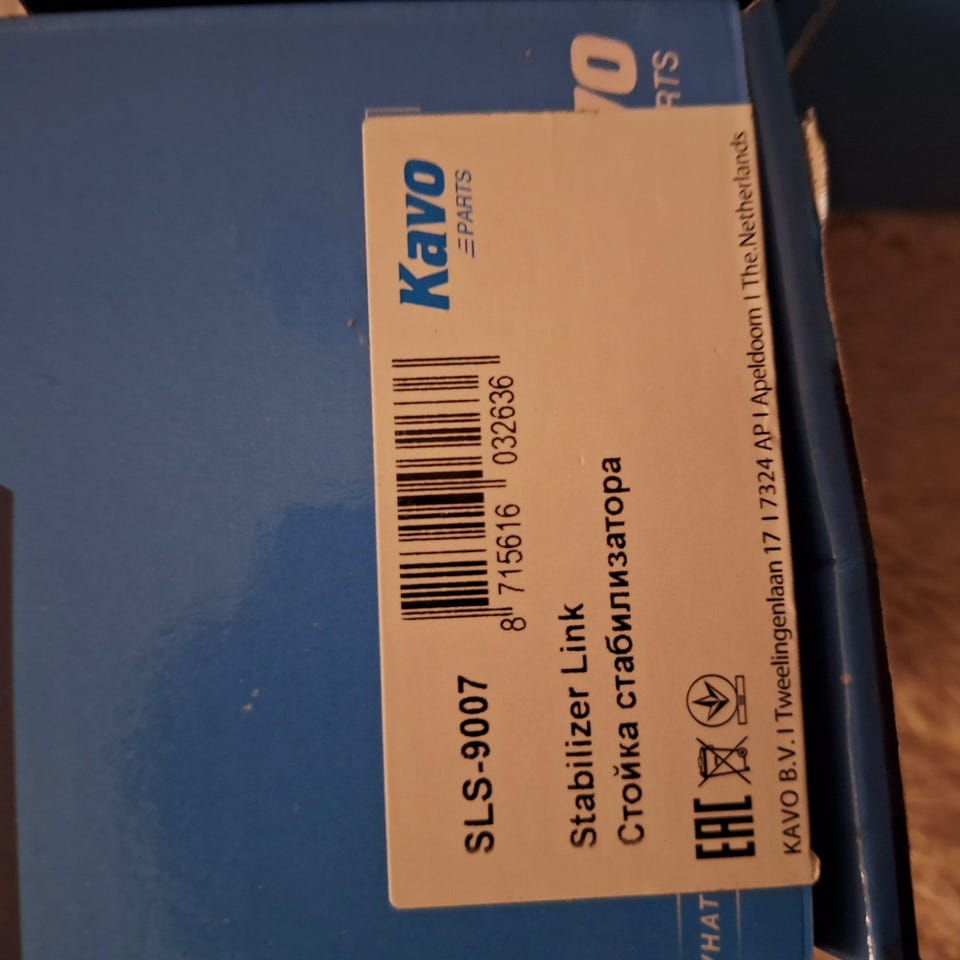 Kavo
PARTS
SLS-9007
8 715616 032636
Stabilizer Link
Стойка стабилизатора
EAC
KAVO B.V. I Tweelingenlaan 17 I 7324 AP I Apeldoorn I The.Netherlands